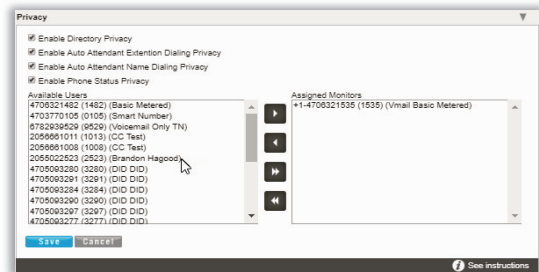 Privacy
Enable Directory Privacy
Enable Auto Attendant Extention Dialing Privacy
Enable Auto Attendant Name Dialing Privacy
Enable Phone Status Privacy
Available Users
4706321482 (1482) (Basic Metered)
4703770105 (0105) (Smart Number)
6782939529 (9529) (Voicemail Only TN)
2056661011 (1013) (CC Test)
2056661008 (1008) (CC Test)
2055022523 (2523) (Brandon Hagood)
4705093280 (3280) (DID DID)
4705093291 (3291) (DID DID)
4705093284 (3284) (DID DID)
4705093290 (3290) (DID DID)
4705093297 (3297) (DID DID)
4705093277 (3277) (DID DID)
Assigned Monitors
+1-4706321535 (1535) (Vmail Basic Metered)
Save Cancel
See instructions